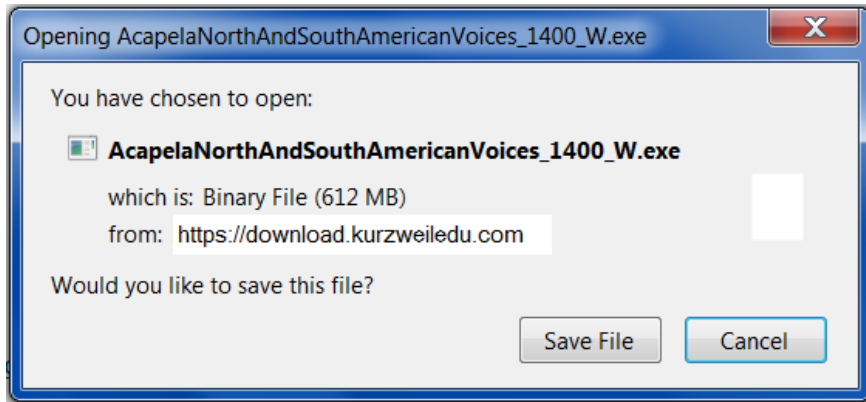 Opening AcapelaNorthAndSouthAmericanVoices_1400_W.exe
You have chosen to open:
AcapelaNorthAndSouthAmericanVoices_1400_W.exe
which is: Binary File (612 MB)
from: https://download.kurzweiledu.com
Would you like to save this file?
Save File
Cancel